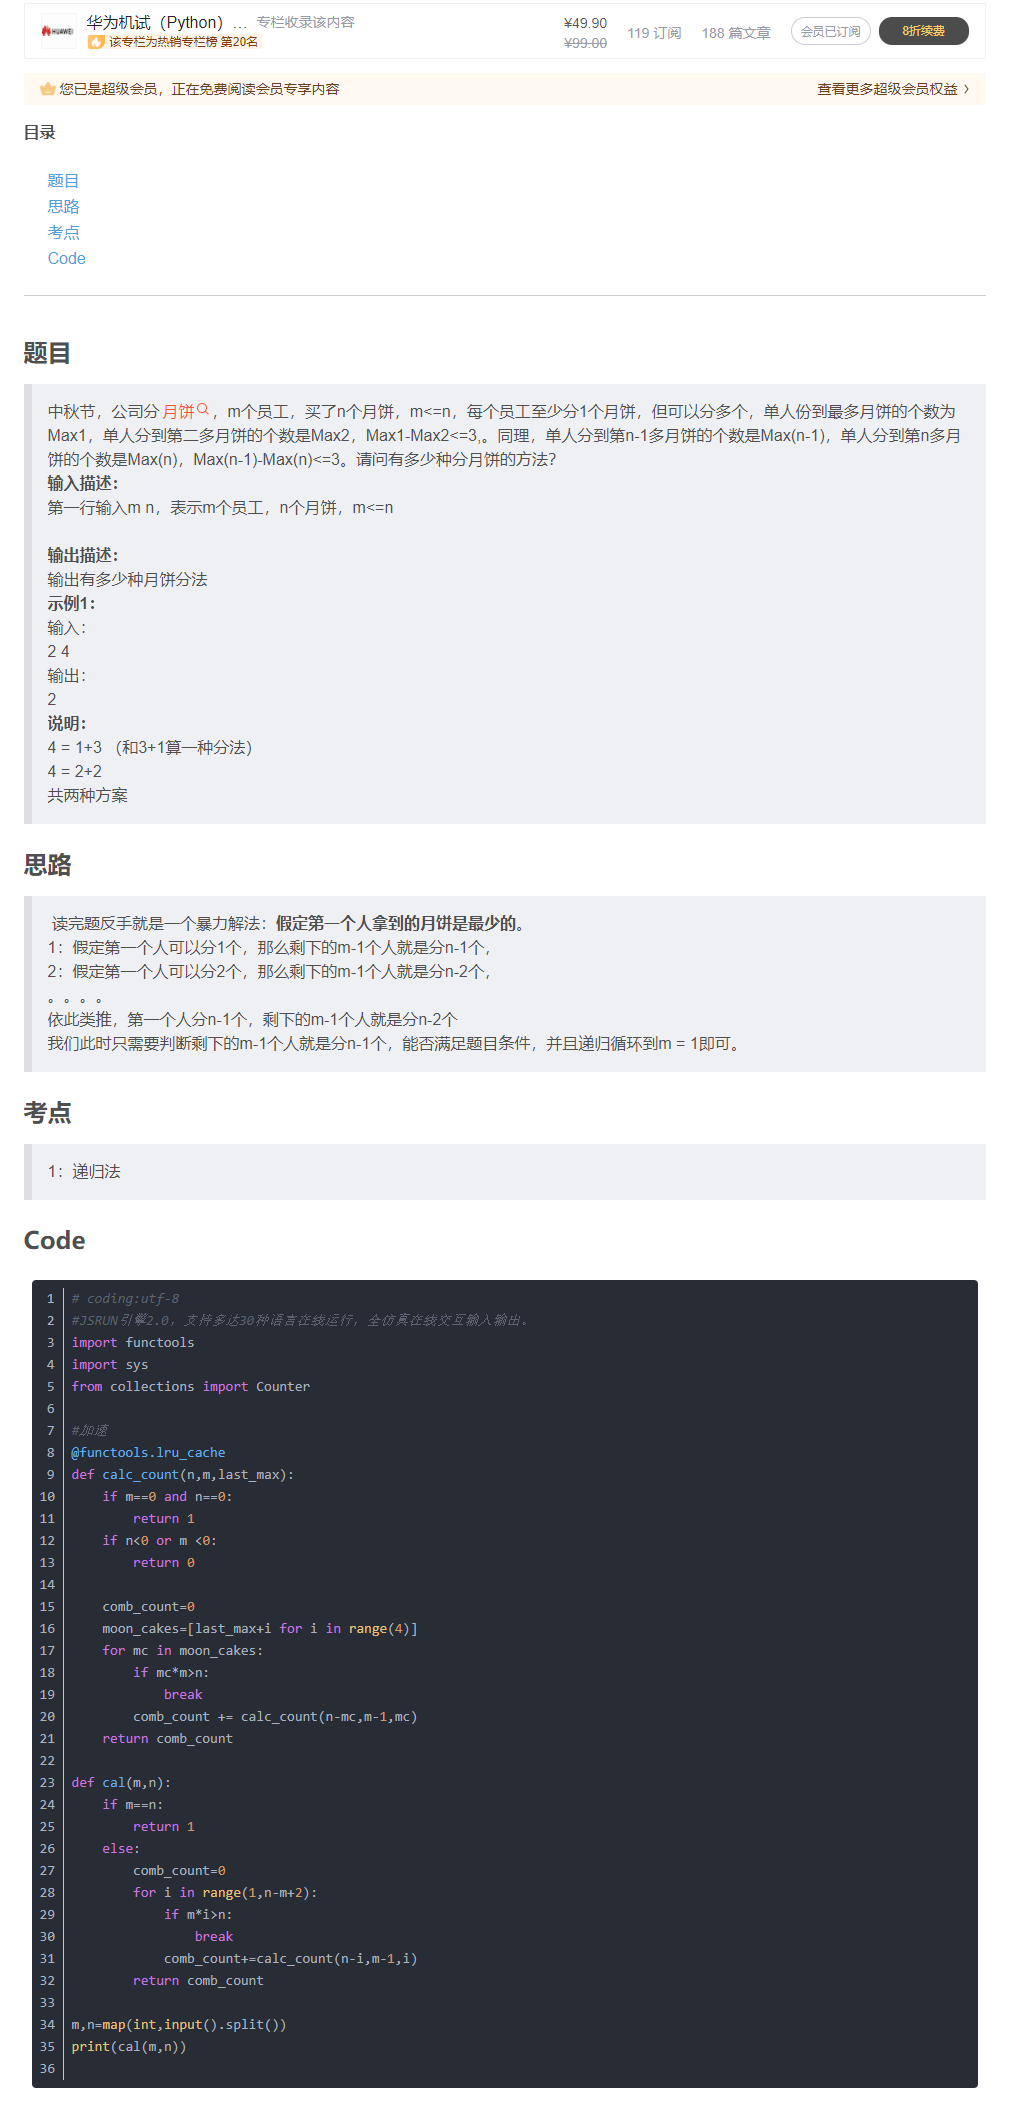 HUAWEI 华为机试（Python）... 专栏收录该内容 ¥49.90 119 订阅 188 篇文章 会员已订阅 8折续费
该专栏为热销专栏榜 第20名 ¥99.00
您已是超级会员，正在免费阅读会员专享内容 查看更多超级会员权益 >
目录
题目
思路
考点
Code
题目
中秋节，公司分 月饼，m个员工，买了n个月饼，m<=n，每个员工至少分1个月饼，但可以分多个，单人份到最多月饼的个数为
Max1，单人分到第二多月饼的个数是Max2，Max1-Max2<=3,。同理，单人分到第n-1多月饼的个数是Max(n-1)，单人分到第n多月
饼的个数是Max(n)，Max(n-1)-Max(n)<=3。请问有多少种分月饼的方法？
输入描述：
第一行输入m n，表示m个员工，n个月饼，m<=n
输出描述：
输出有多少种月饼分法
示例1：
输入：
2 4
输出：
2
说明：
4 = 1+3 （和3+1算一种分法）
4 = 2+2
共两种方案
思路
读完题反手就是一个暴力解法：假定第一个人拿到的月饼是最少的。
1：假定第一个人可以分1个，那么剩下的m-1个人就是分n-1个，
2：假定第一个人可以分2个，那么剩下的m-1个人就是分n-2个，
。。。。
依此类推，第一个人分n-1个，剩下的m-1个人就是分n-2个
我们此时只需要判断剩下的m-1个人就是分n-1个，能否满足题目条件，并且递归循环到m = 1即可。
考点
1：递归法
Code
1 # coding:utf-8
2 #JSRUN引擎2.0，支持多达30种语言在线运行，全仿真在线交互输入输出。
3 import functools
4 import sys
5 from collections import Counter
6
7 #加速
8 @functools.lru_cache
9 def calc_count(n,m,last_max):
10 if m==0 and n==0:
11 return 1
12 if n<0 or m <0:
13 return 0
14
15 comb_count=0
16 moon_cakes=[last_max+i for i in range(4)]
17 for mc in moon_cakes:
18 if mc*m>n:
19 break
20 comb_count += calc_count(n-mc,m-1,mc)
21 return comb_count
22
23 def cal(m,n):
24 if m==n:
25 return 1
26 else:
27 comb_count=0
28 for i in range(1,n-m+2):
29 if m*i>n:
30 break
31 comb_count+=calc_count(n-i,m-1,i)
32 return comb_count
33
34 m,n=map(int,input().split())
35 print(cal(m,n))
36